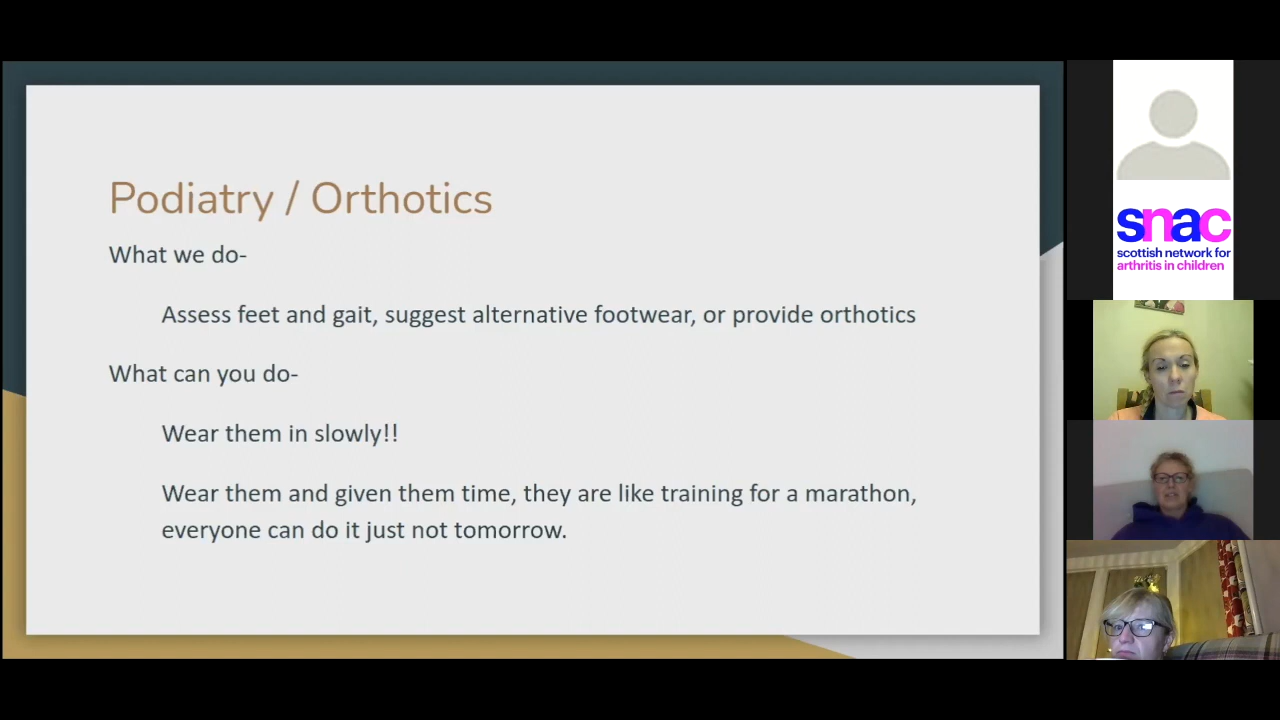 Podiatry / Orthotics
What we do-
Assess feet and gait, suggest alternative footwear, or provide orthotics
What can you do-
Wear them in slowly!!
Wear them and given them time, they are like training for a marathon,
everyone can do it just not tomorrow.
snac
scottish network for
arthritis in children